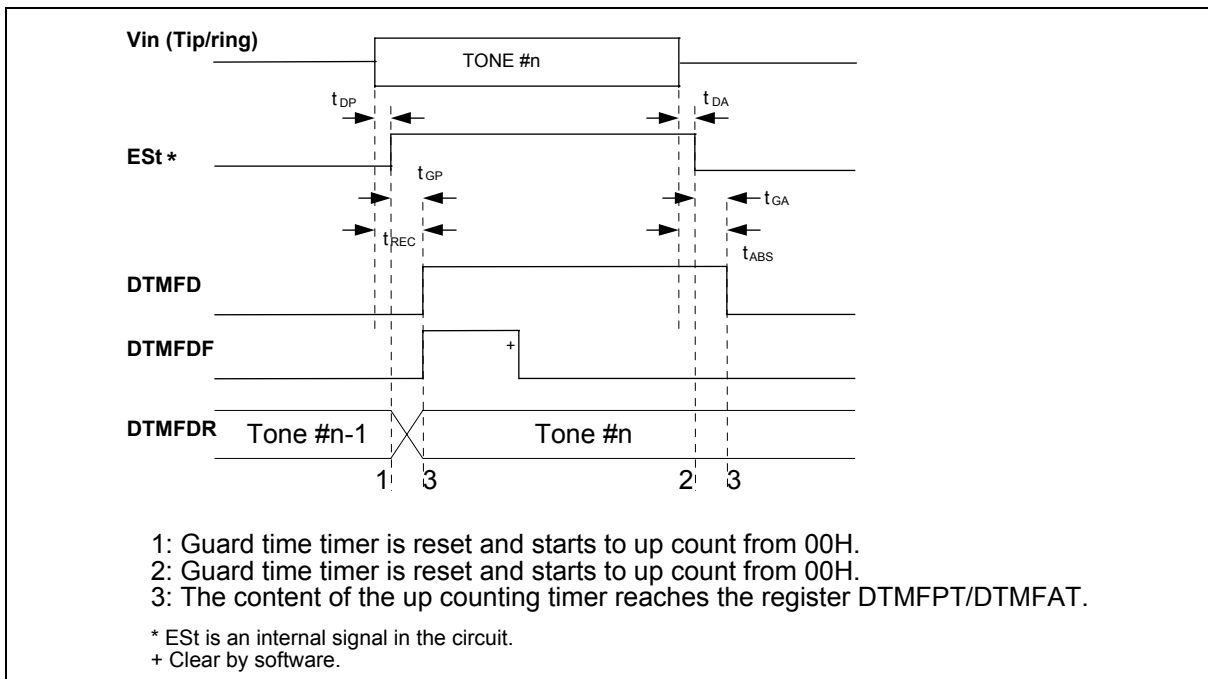 Vin (Tip/ring)
TONE #n
tDP
tDA
ESt *
tGP
tGA
tREC
tABS
DTMFD
DTMFDF
+
DTMFDR
Tone #n-1
Tone #n
1 3 2 3
1: Guard time timer is reset and starts to up count from 00H.
2: Guard time timer is reset and starts to up count from 00H.
3: The content of the up counting timer reaches the register DTMFPT/DTMFAT.
* ESt is an internal signal in the circuit.
+ Clear by software.